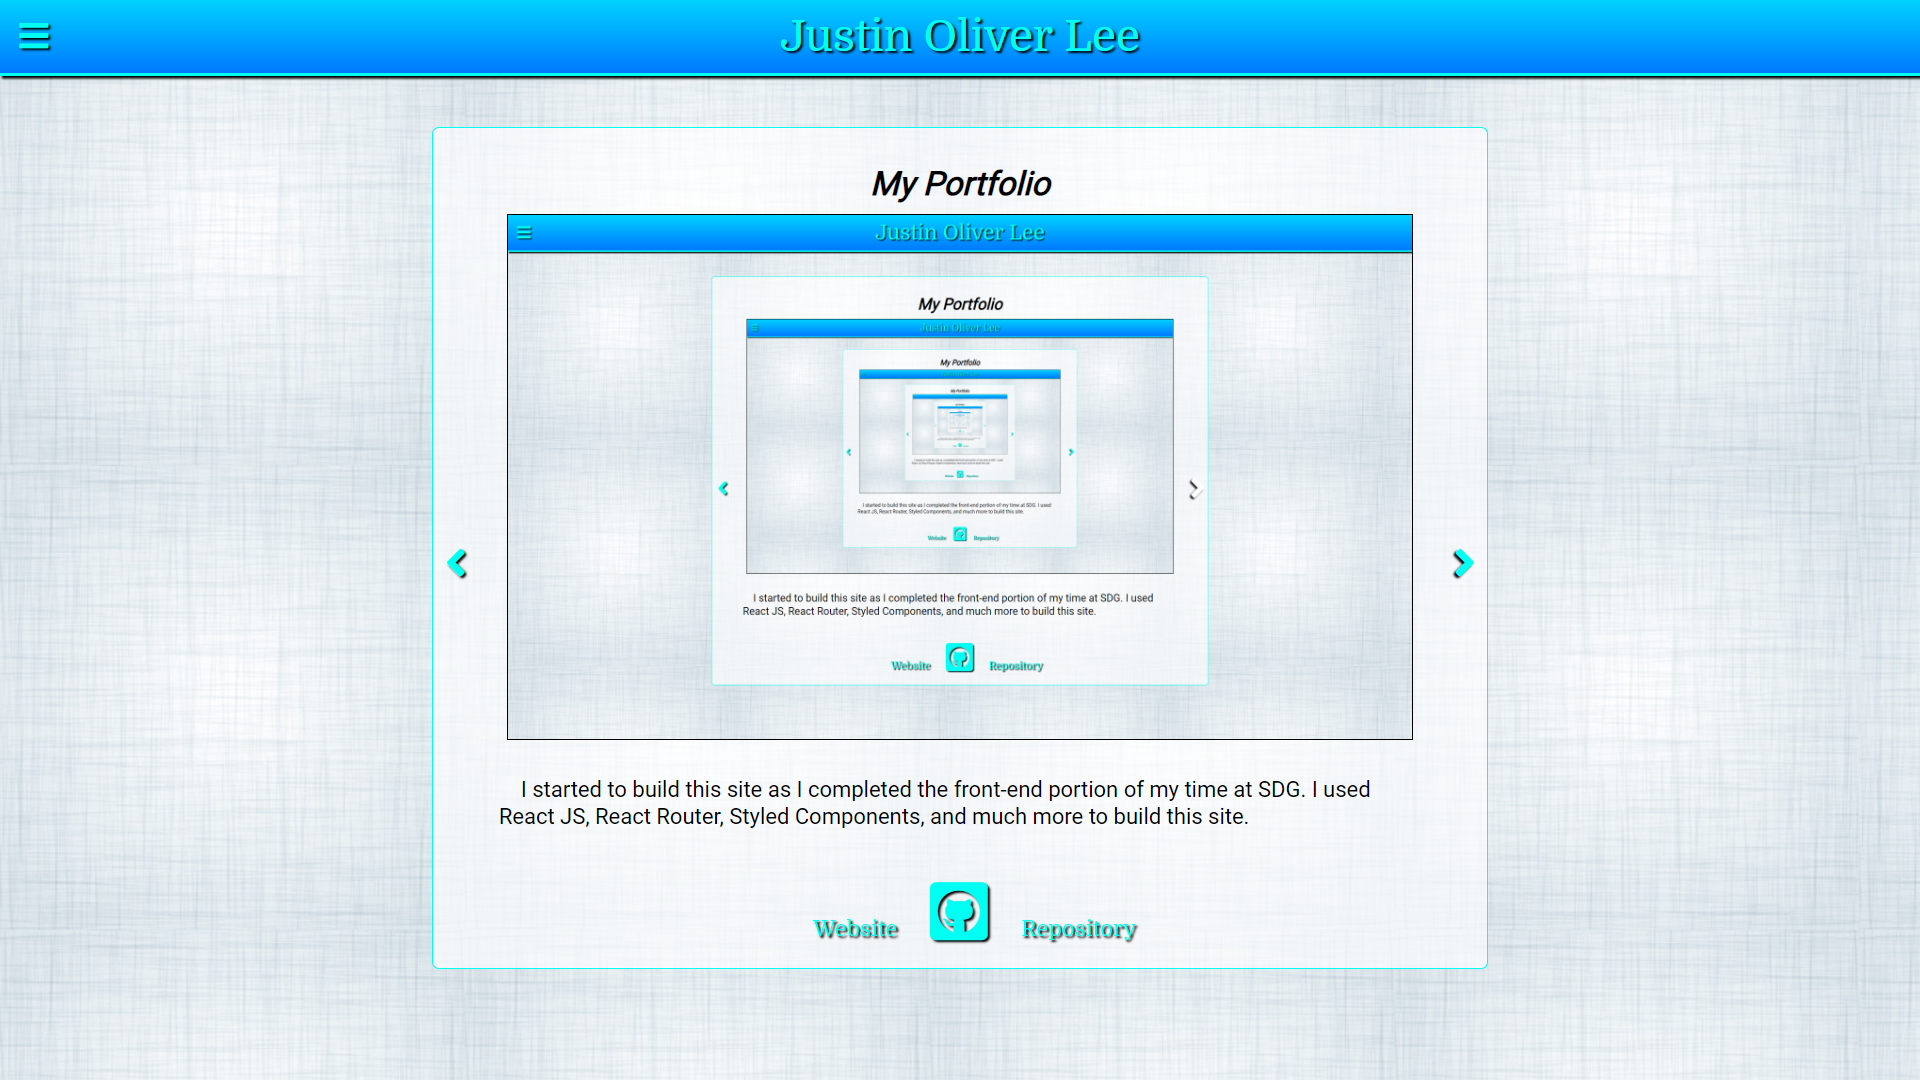 Justin Oliver Lee
My Portfolio
Justin Oliver Lee
My Portfolio
Justin Oliver Lee
My Portfolio
My Portfolio
I started to build this site as I completed the front-end portion of my time at SDG. I used
React JS, React Router, Styled Components, and much more to build this site.
Website Repository
I started to build this site as I completed the front-end portion of my time at SDG. I used
React JS, React Router, Styled Components, and much more to build this site.
Website Repository
I started to build this site as I completed the front-end portion of my time at SDG. I used
React JS, React Router, Styled Components, and much more to build this site.
Website Repository